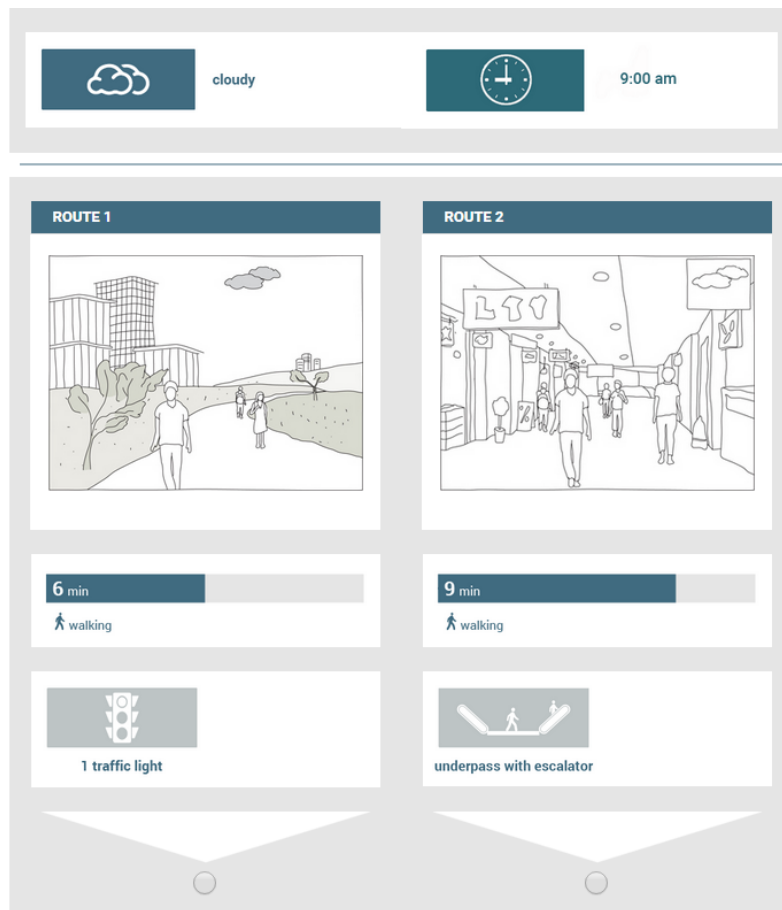 cloudy
9:00 am
ROUTE 1
ROUTE 2
6 min
walking
9 min
walking
1 traffic light
underpass with escalator